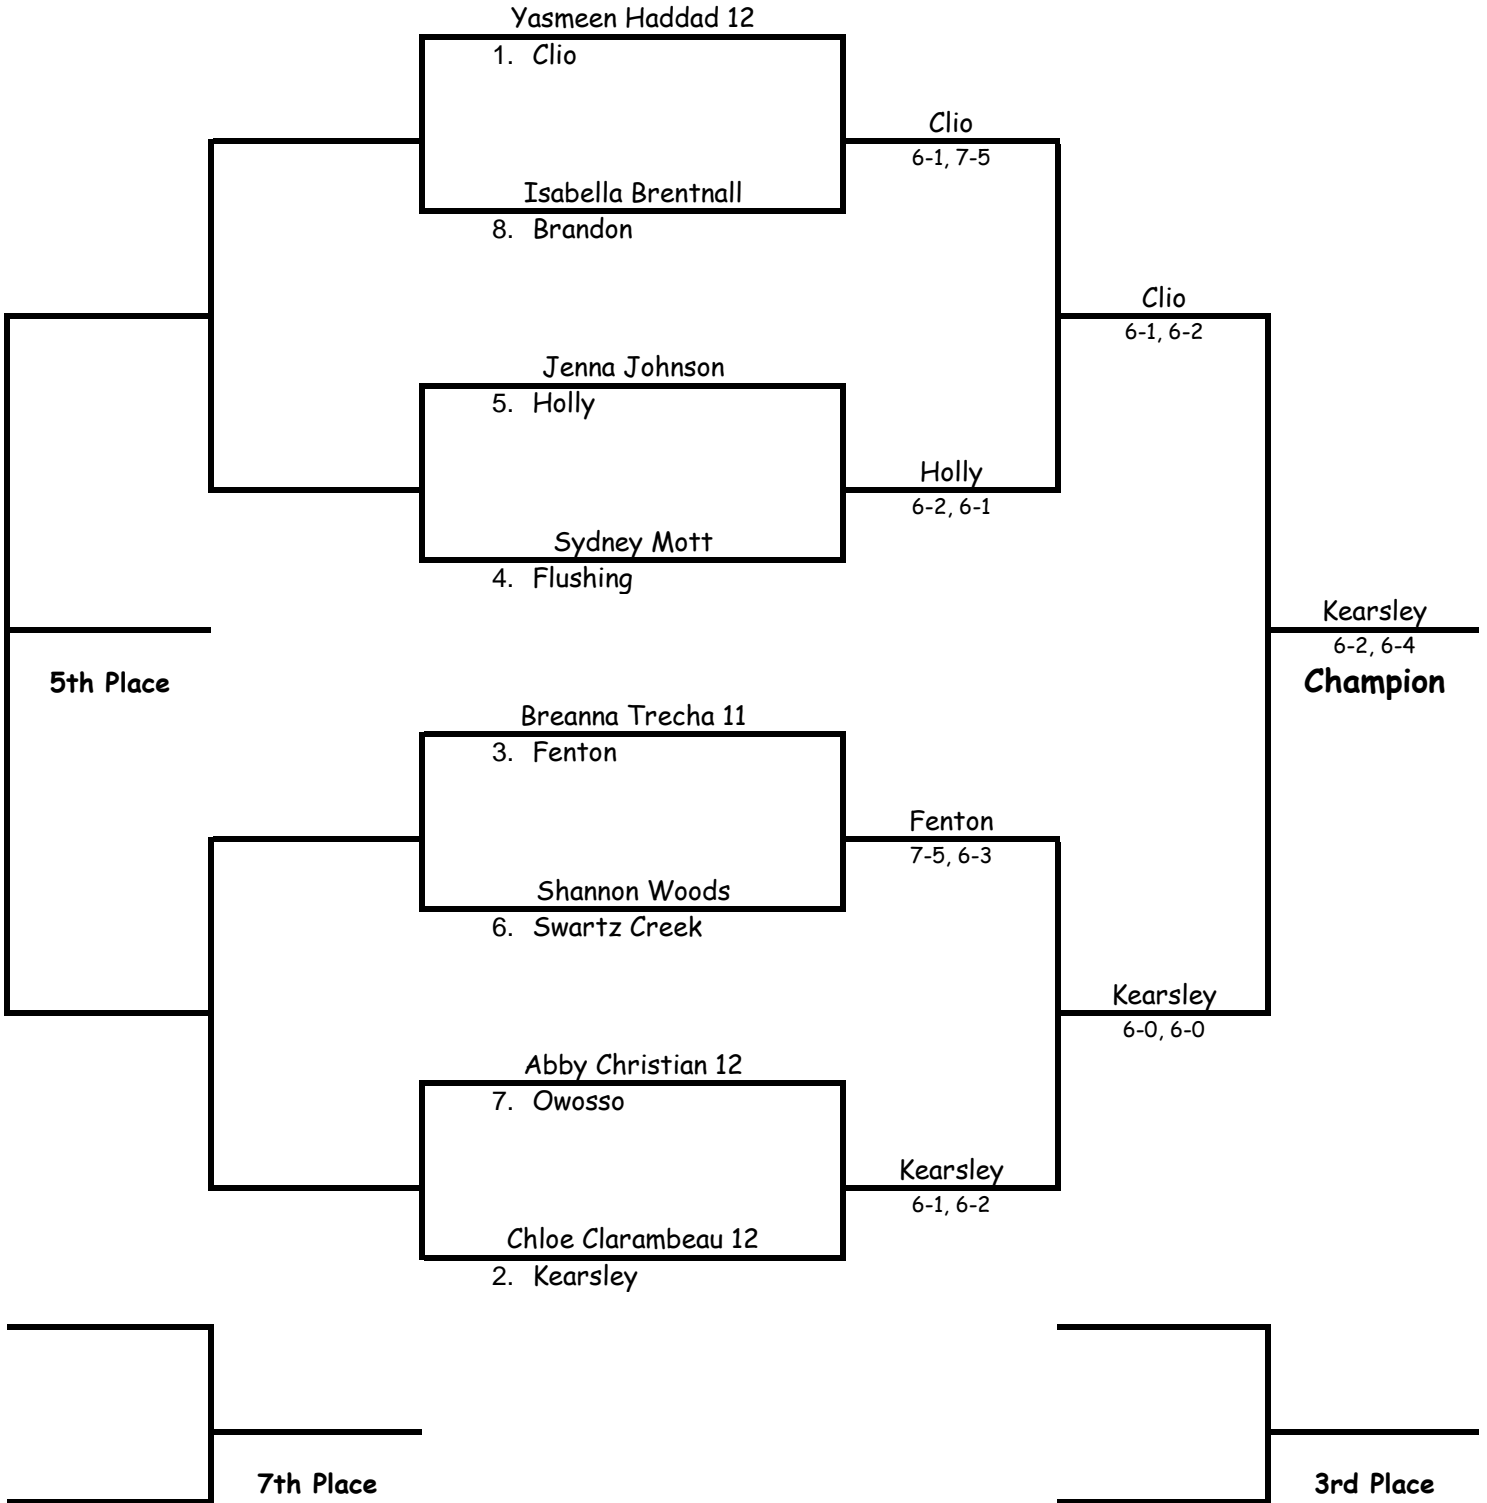 Yasmeen Haddad 12
1. Clio
Clio
6-1, 7-5
Isabella Brentnall
8. Brandon
Clio
6-1, 6-2
Jenna Johnson
5. Holly
Holly
6-2, 6-1
Sydney Mott
4. Flushing
Kearsley
6-2, 6-4
5th Place
Champion
Breanna Trecha 11
3. Fenton
Fenton
7-5, 6-3
Shannon Woods
6. Swartz Creek
Kearsley
6-0, 6-0
Abby Christian 12
7. Owosso
Kearsley
6-1, 6-2
Chloe Clarambeau 12
2. Kearsley
7th Place
3rd Place